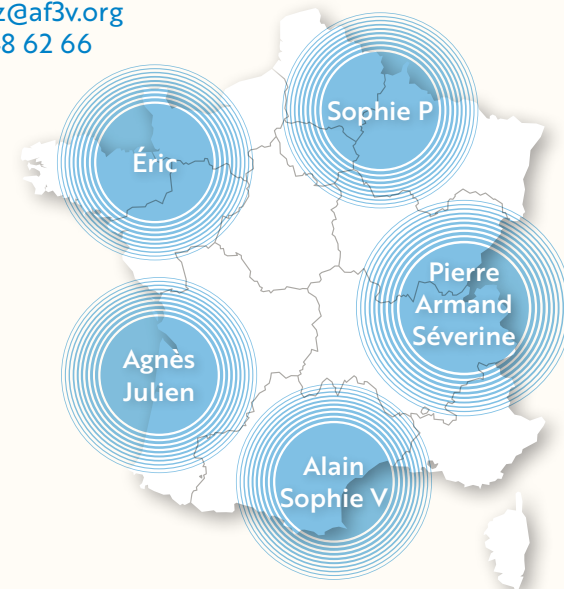 z@af3v.org
8 62 66
Sophie P
Éric
Pierre
Armand
Séverine
Agnès
Julien
Alain
Sophie V